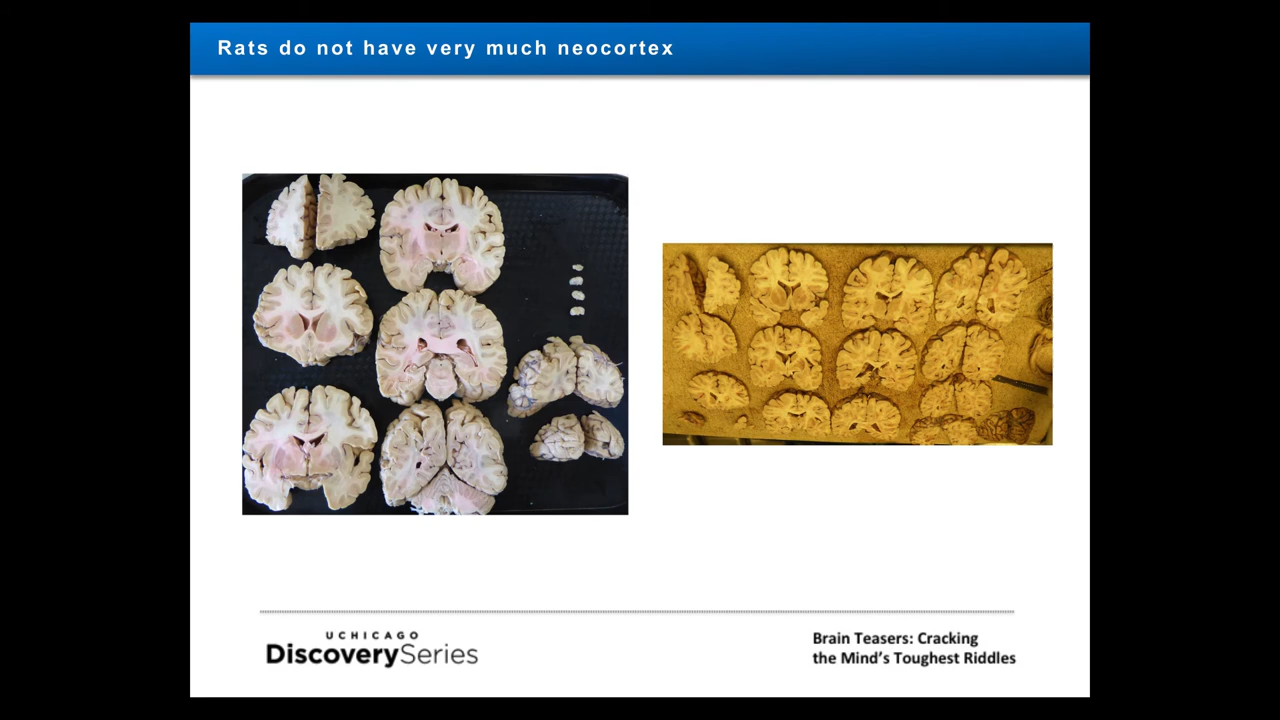 Rats do not have very much neocortex
UCHICAGO
DiscoverySeries
Brain Teasers: Cracking
the Mind's Toughest Riddles